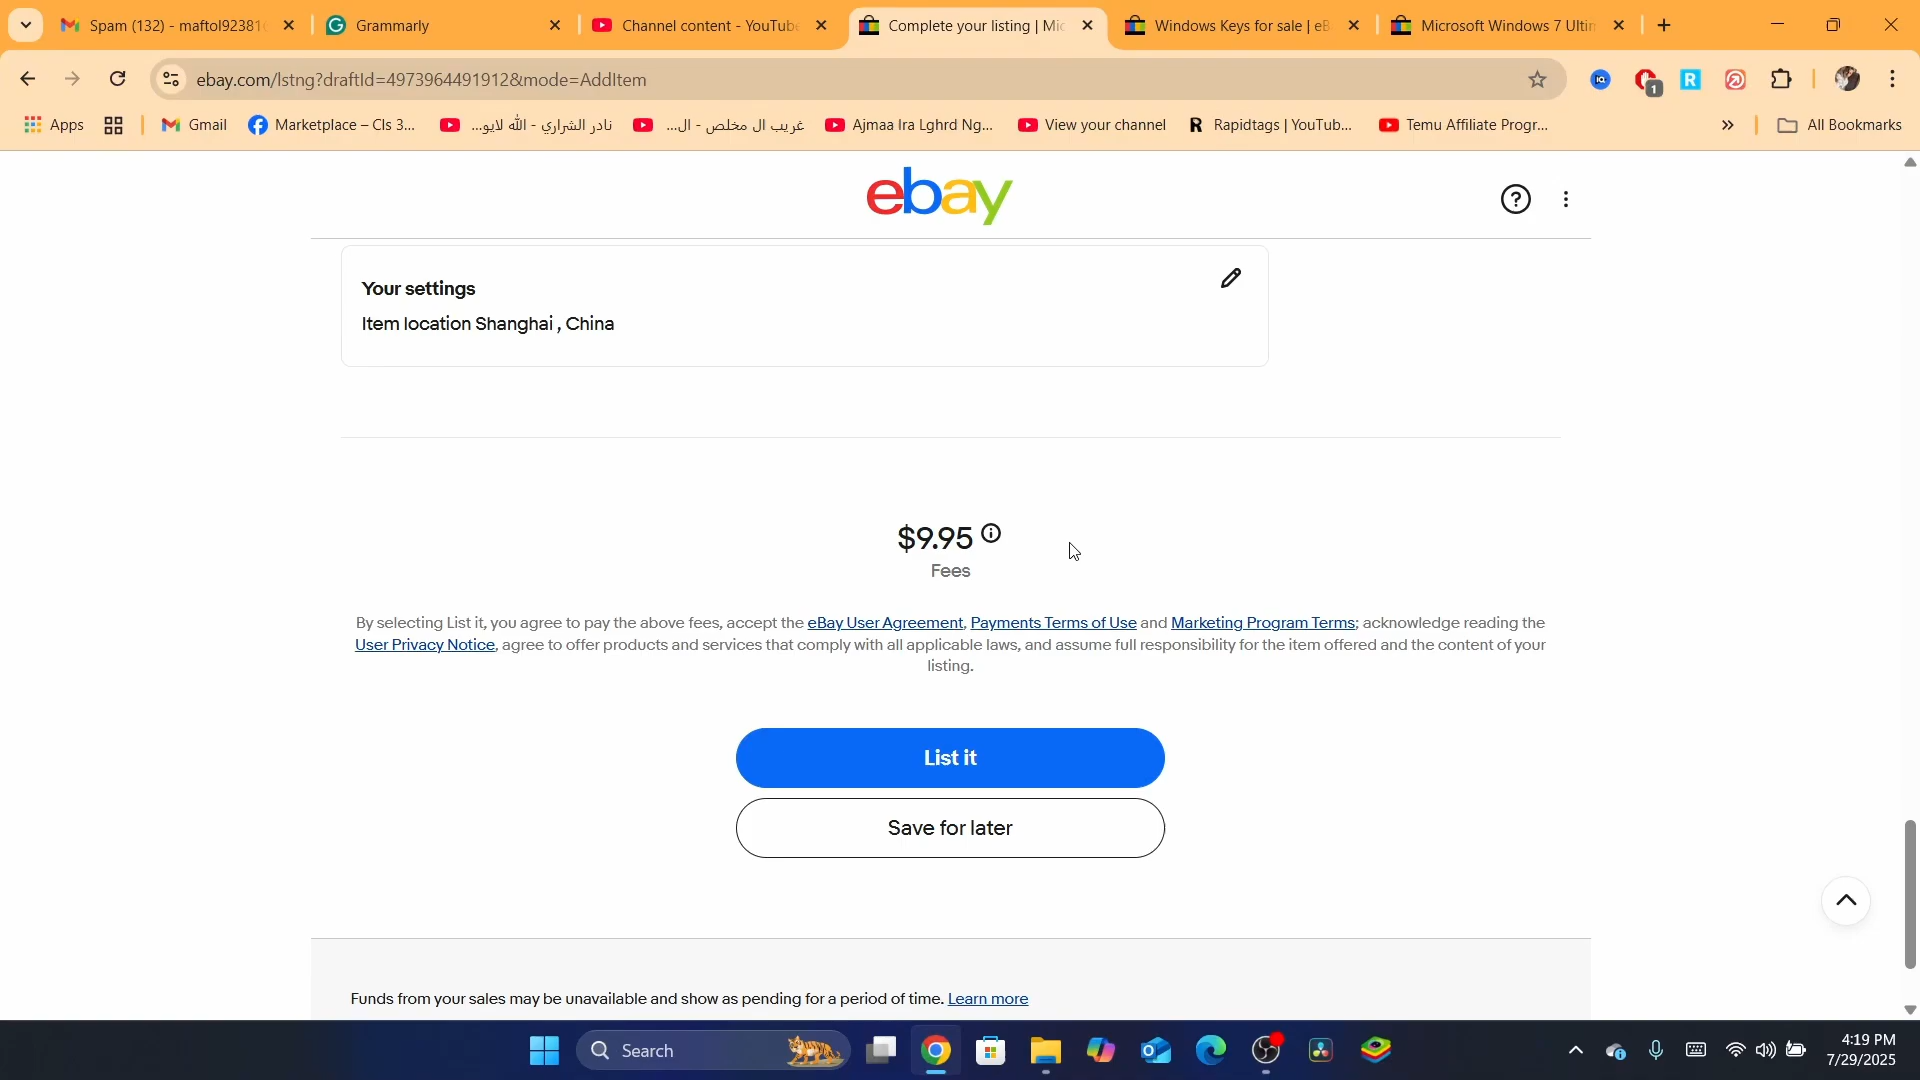 Spam (132) - maftol92381
Grammarly
Channel content - YouTube
Complete your listing | Mic
Windows Keys for sale | eB
Microsoft Windows 7 Ultin
ebay.com/lstng?draftId=4973964491912&mode=AddItem
1
Apps
Gmail
Marketplace – Cls 3...
نادر الشراري - الله لايو...
غريب ال مخلص - ال...
Ajmaa Ira Lghrd Ng...
View your channel
Rapidtags | YouTub...
Temu Affiliate Progr...
All Bookmarks
ebay
Your settings
Item location Shanghai , China
$9.95
Fees
By selecting List it, you agree to pay the above fees, accept the eBay User Agreement, Payments Terms of Use and Marketing Program Terms; acknowledge reading the
User Privacy Notice, agree to offer products and services that comply with all applicable laws, and assume full responsibility for the item offered and the content of your
listing.
List it
Save for later
Funds from your sales may be unavailable and show as pending for a period of time. Learn more
Search
4:19 PM
7/29/2025